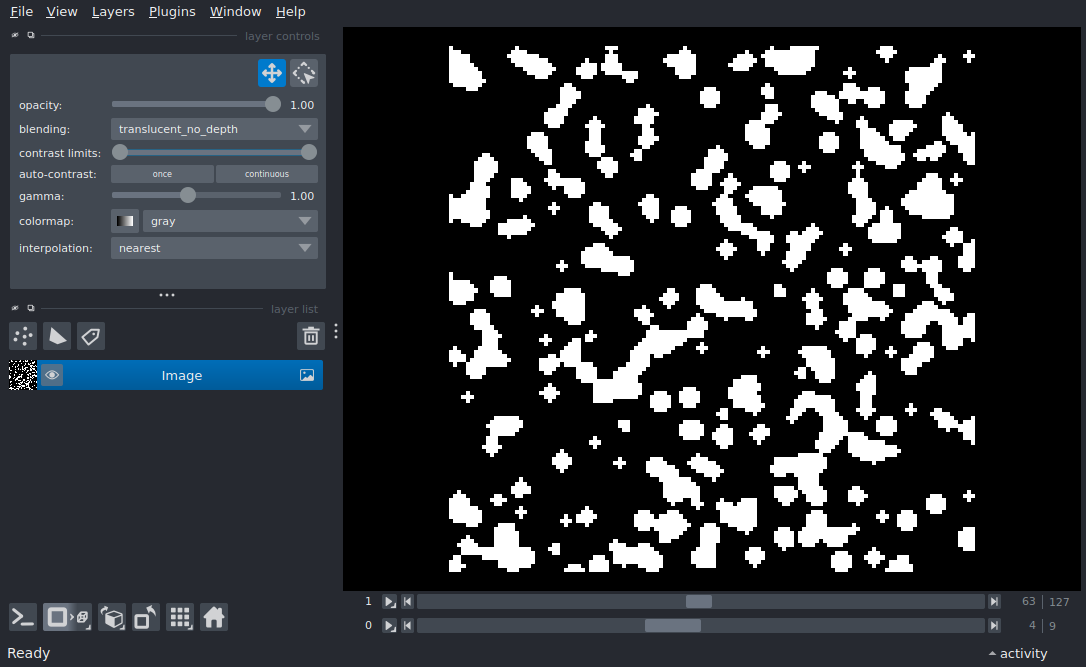 File View Layers Plugins Window Help
layer controls
opacity: 1.00
blending: translucent_no_depth
contrast limits:
auto-contrast: once continuous
gamma: 1.00
colormap: gray
interpolation: nearest
layer list
Image
1 63 127
0 4 9
Ready activity